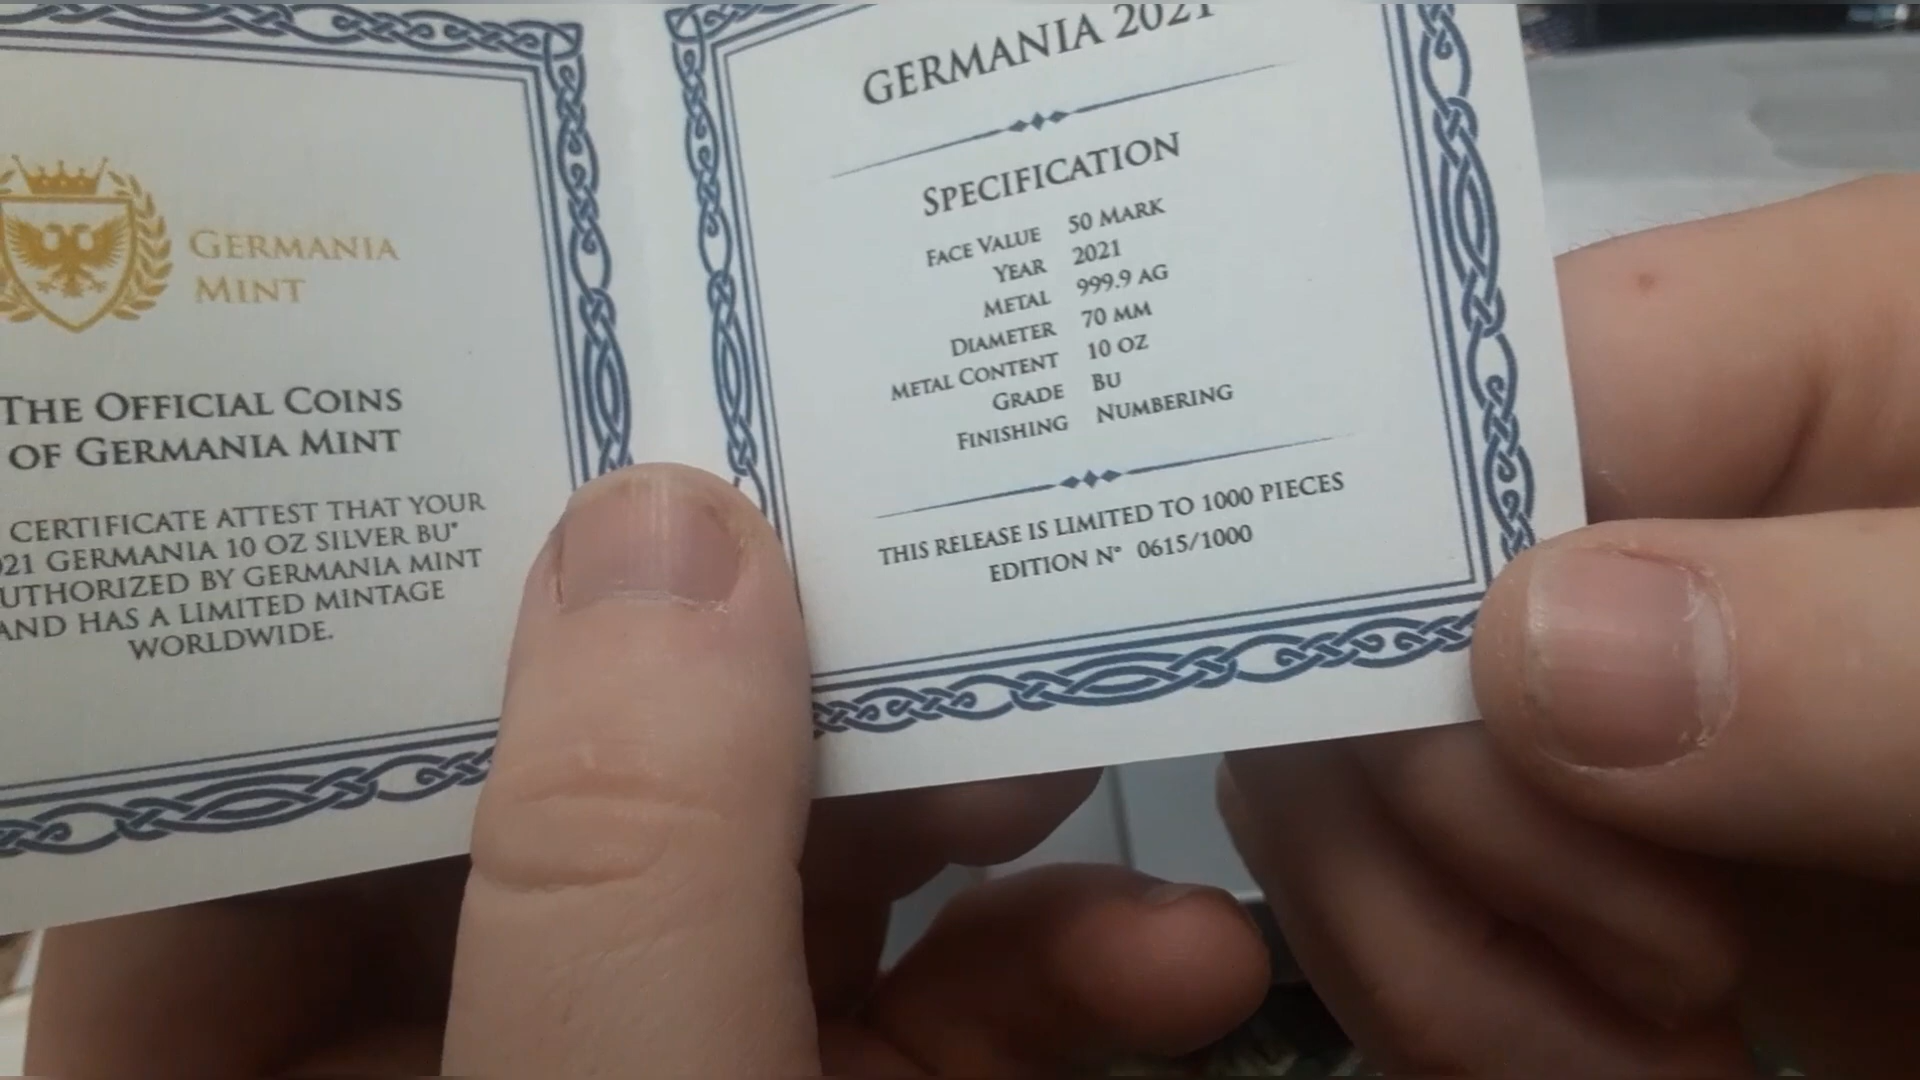 GERMANIA
MINT
THE OFFICIAL COINS
OF GERMANIA MINT
CERTIFICATE ATTEST THAT YOUR
21 GERMANIA 10 OZ SILVER BU*
UTHORIZED BY GERMANIA MINT
AND HAS A LIMITED MINTAGE
WORLDWIDE.
GERMANIA 2021
SPECIFICATION
FACE VALUE 50 MARK
YEAR 2021
METAL 999.9 AG
DIAMETER 70 MM
METAL CONTENT 10 OZ
GRADE BU
FINISHING NUMBERING
THIS RELEASE IS LIMITED TO 1000 PIECES
EDITION N° 0615/1000